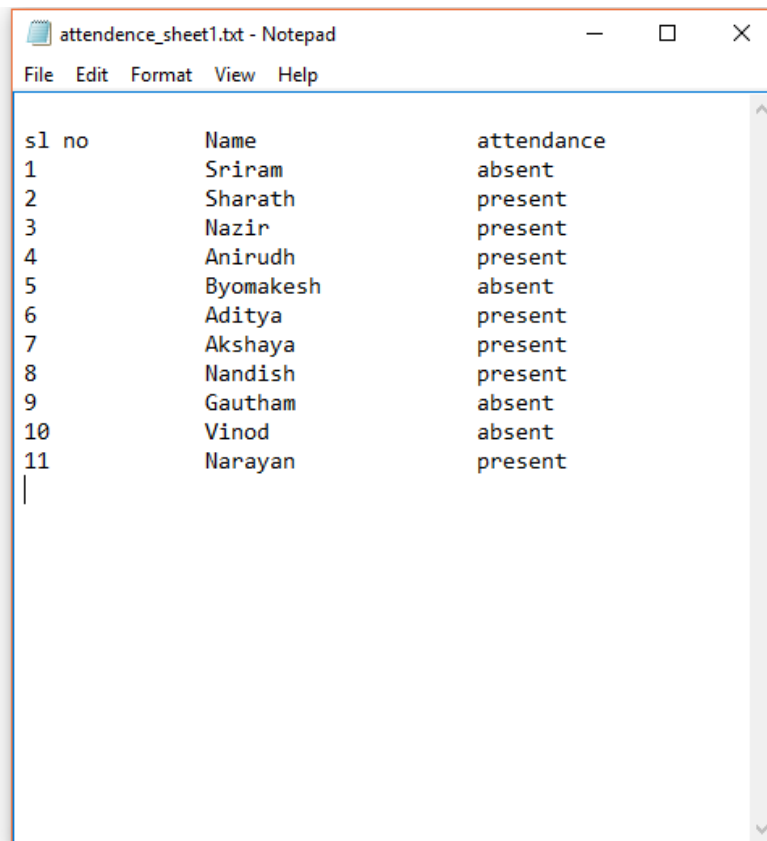 attendence_sheet1.txt - Notepad
File Edit Format View Help
sl no Name attendance
1 Sriram absent
2 Sharath present
3 Nazir present
4 Anirudh present
5 Byomakesh absent
6 Aditya present
7 Akshaya present
8 Nandish present
9 Gautham absent
10 Vinod absent
11 Narayan present